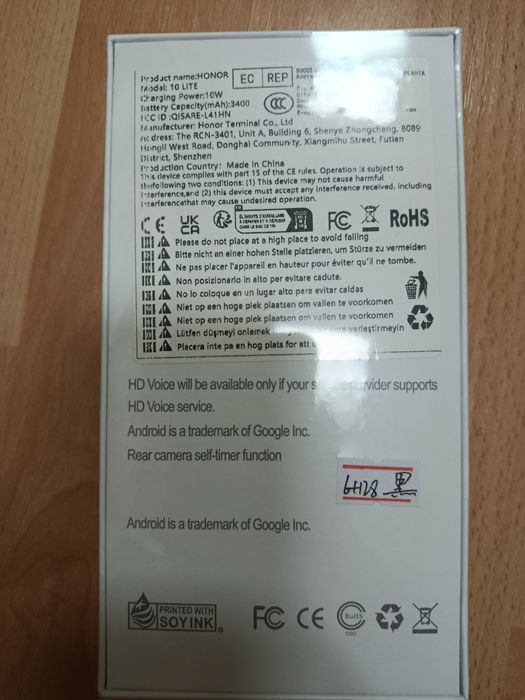 Product name:HONOR
Model: 10 LITE
Charging Power:10W
Battery Capacity(mAh):3400
FCC ID :QISARE-L41HN
EC REP
PLANTA
CCC
Manufacturer: Honor Terminal Co., Ltd
Address: The RCN-3401, Unit A, Building 6, Shenye Zhongcheng, 8089
Hongli West Road, Donghai Community, Xiangmihu Street, Futian
District, Shenzhen
Production Country: Made in China
This device complies with part 15 of the CE rules. Operation is subject to
thefollowing two conditions: (1) This device may not cause harmful
interference,and (2) this device must accept any interference received, including
interferencethat may cause undesired operation.
CE UK CA FC RoHS
Please do not place at a high place to avoid falling
Bitte nicht an einer hohen Stelle platzieren, um Stürze zu vermeiden
Ne pas placer l'appareil en hauteur pour éviter qu'il ne tombe.
Non posizionario in alto per evitare cadute.
No lo coloque en un lugar alto para evitar caídas
Niet op een hoge plek plaatsen om vallen te voorkomen
Niet op een hoge plek plaatsen om vallen te voorkomen
Lütfen düşmeyi önlemek yerleştirmeyin
Placera inte pa en hog plats for att
HD Voice will be available only if your service provider supports
HD Voice service.
Android is a trademark of Google Inc.
Rear camera self-timer function
6+128 黑
Android is a trademark of Google Inc.
PRINTED WITH
SOY INK
FC CE RoHS
CQC